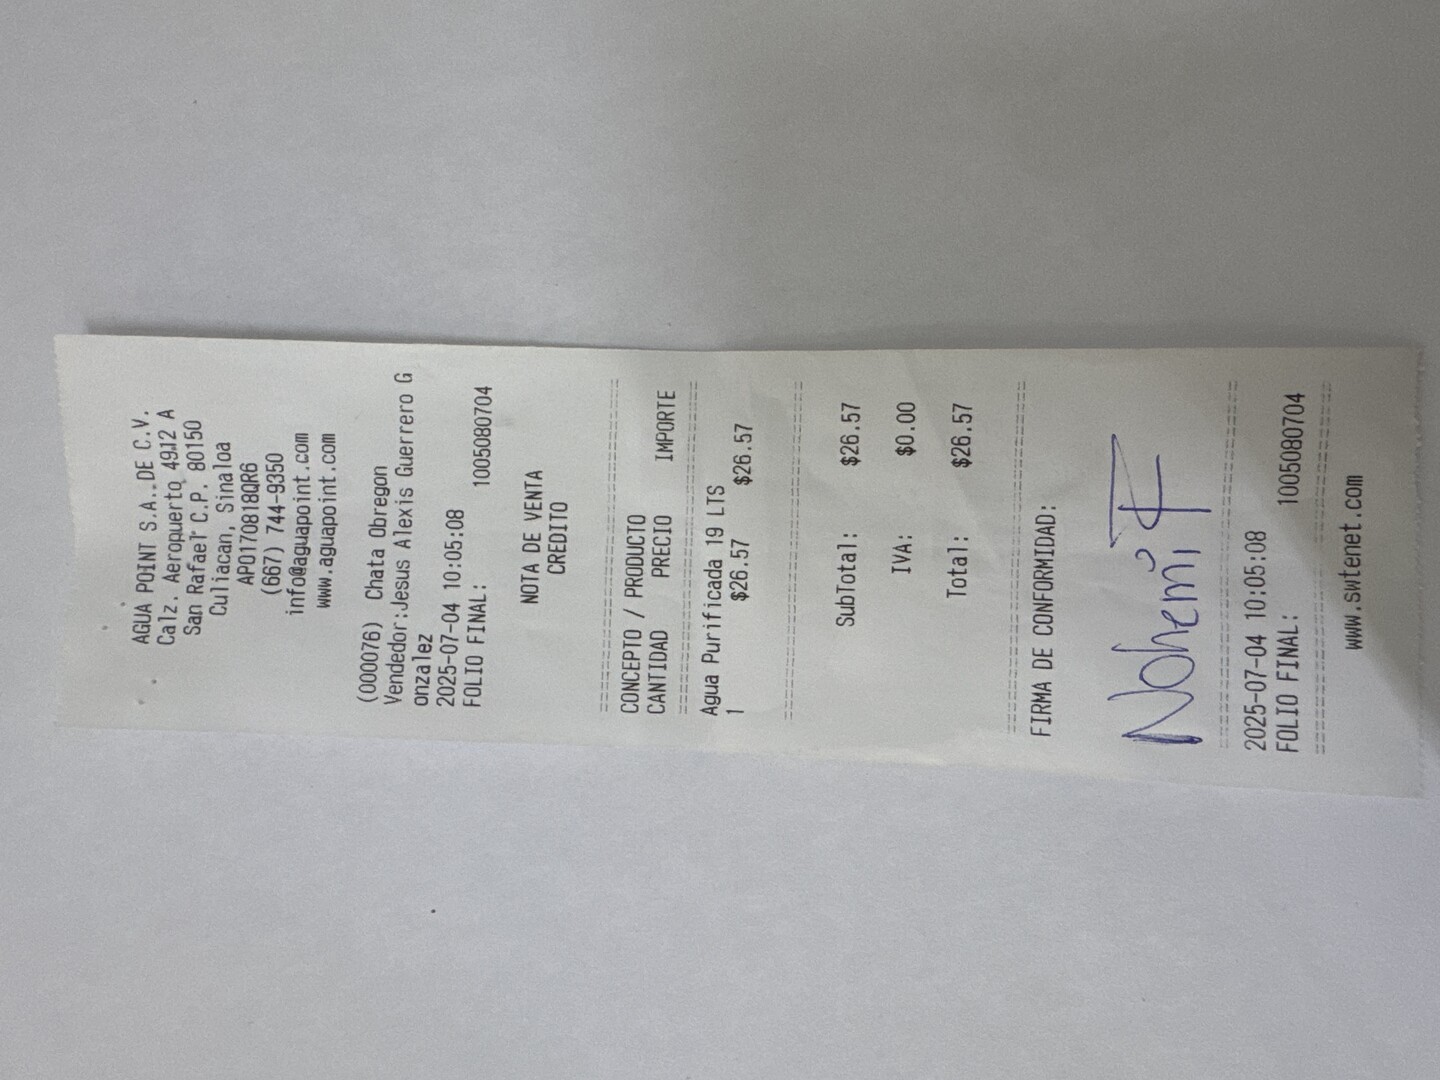 AGUA POINT S.A. DE C.V.
Calz. Aeropuerto 4912 A
San Rafael C.P. 80150
Culiacan, Sinaloa
APO170818QR6
(667) 744-9350
info@aguapoint.com
www.aguapoint.com
(000076) Chata Obregon
Vendedor:Jesus Alexis Guerrero G
onzalez
2025-07-04 10:05:08
FOLIO FINAL: 1005080704
NOTA DE VENTA
CREDITO
CONCEPTO / PRODUCTO
CANTIDAD PRECIO IMPORTE
Agua Purificada 19 LTS
1 $26.57 $26.57
SubTotal: $26.57
IVA: $0.00
Total: $26.57
FIRMA DE CONFORMIDAD:
Nohemi F
2025-07-04 10:05:08
FOLIO FINAL: 1005080704
www.swtenet.com